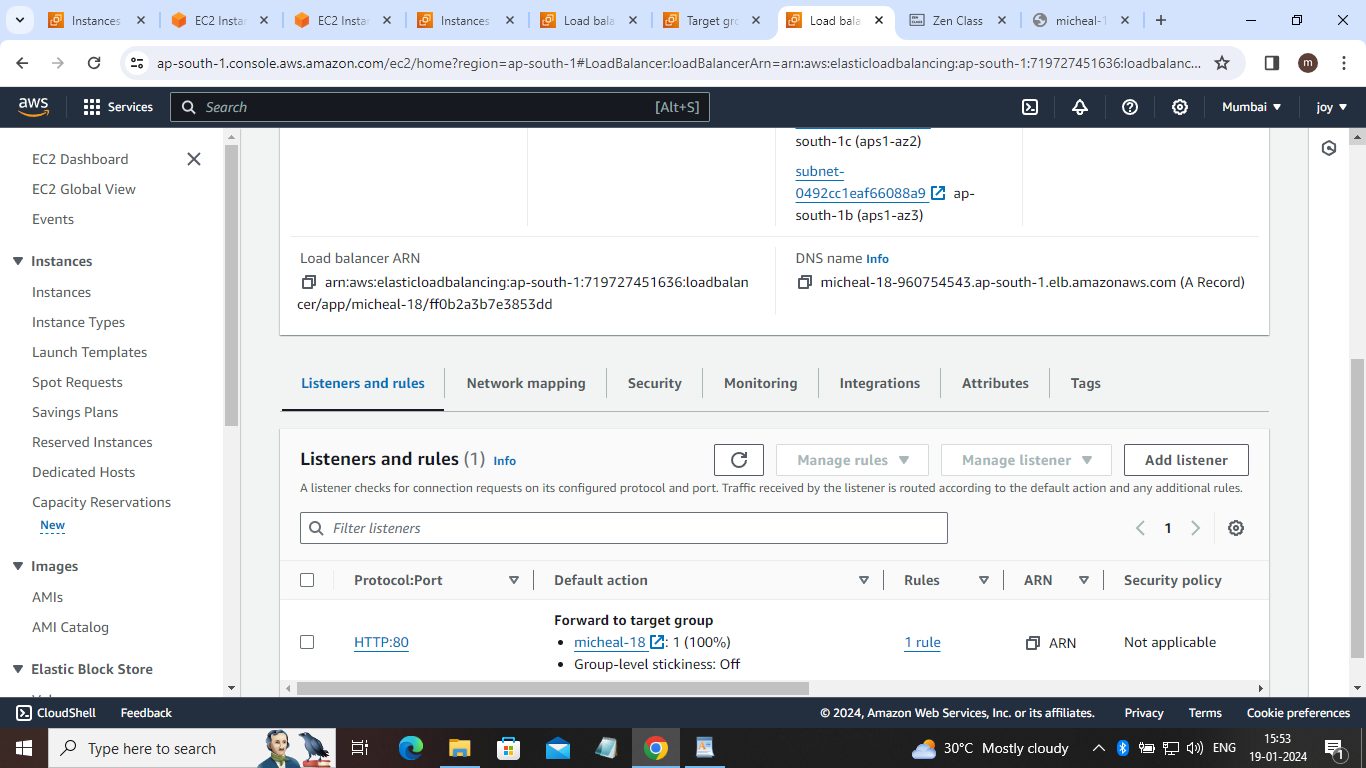 Instances
EC2 Instan
EC2 Instan
Instances
Load bala
Target gro
Load bala
Zen Class
micheal-1
ap-south-1.console.aws.amazon.com/ec2/home?region=ap-south-1#LoadBalancer:loadBalancerArn=arn:aws:elasticloadbalancing:ap-south-1:719727451636:loadbalanc...
m
aws
Services
Search
[Alt+S]
Mumbai
joy
EC2 Dashboard
EC2 Global View
Events
Instances
Instances
Instance Types
Launch Templates
Spot Requests
Savings Plans
Reserved Instances
Dedicated Hosts
Capacity Reservations
New
Images
AMIs
AMI Catalog
Elastic Block Store
south-1c (aps1-az2)
subnet-
0492cc1eaf66088a9 ap-
south-1b (aps1-az3)
Load balancer ARN
arn:aws:elasticloadbalancing:ap-south-1:719727451636:loadbalan
cer/app/micheal-18/ff0b2a3b7e3853dd
DNS name Info
micheal-18-960754543.ap-south-1.elb.amazonaws.com (A Record)
Listeners and rules
Network mapping
Security
Monitoring
Integrations
Attributes
Tags
Listeners and rules (1) Info
Manage rules
Manage listener
Add listener
A listener checks for connection requests on its configured protocol and port. Traffic received by the listener is routed according to the default action and any additional rules.
Filter listeners
1
Protocol:Port
Default action
Rules
ARN
Security policy
HTTP:80
Forward to target group
• micheal-18 : 1 (100%)
• Group-level stickiness: Off
1 rule
ARN
Not applicable
CloudShell
Feedback
© 2024, Amazon Web Services, Inc. or its affiliates.
Privacy
Terms
Cookie preferences
Type here to search
30°C Mostly cloudy
ENG
15:53
19-01-2024
1